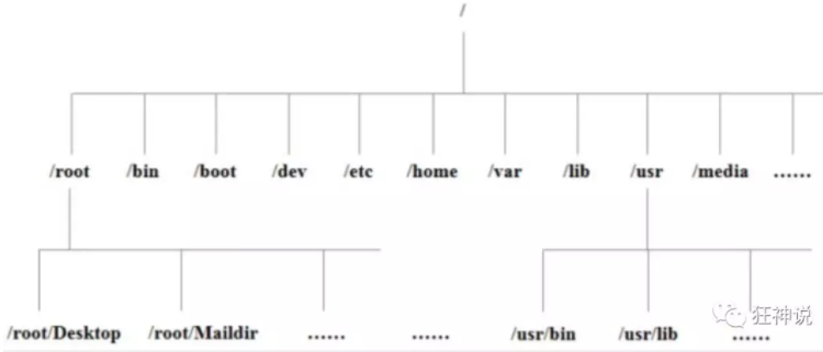 /
/root /bin /boot /dev /etc /home /var /lib /usr /media ……
/root/Desktop /root/Maildir …… …… /usr/bin /usr/lib ……
狂神说